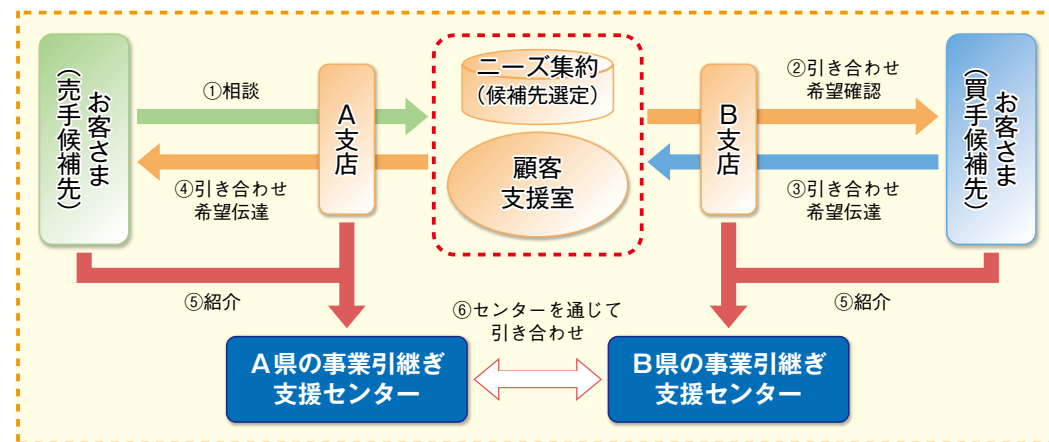 お客さま
（売手候補先）
①相談
A支店
④引き合わせ
希望伝達
ニーズ集約
（候補先選定）
顧客
支援室
B支店
②引き合わせ
希望確認
③引き合わせ
希望伝達
お客さま
（買手候補先）
⑤紹介
⑥センターを通じて
引き合わせ
⑤紹介
A県の事業引継ぎ
支援センター
B県の事業引継ぎ
支援センター